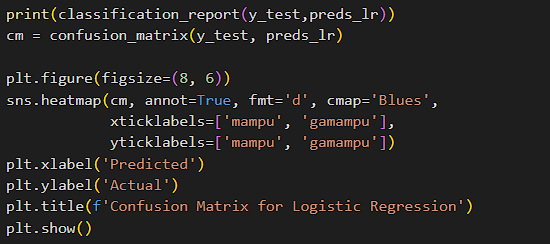 print(classification_report(y_test,preds_lr))
cm = confusion_matrix(y_test, preds_lr)
plt.figure(figsize=(8, 6))
sns.heatmap(cm, annot=True, fmt='d', cmap='Blues',
xticklabels=['mampu', 'gamampu'],
yticklabels=['mampu', 'gamampu'])
plt.xlabel('Predicted')
plt.ylabel('Actual')
plt.title(f'Confusion Matrix for Logistic Regression')
plt.show()